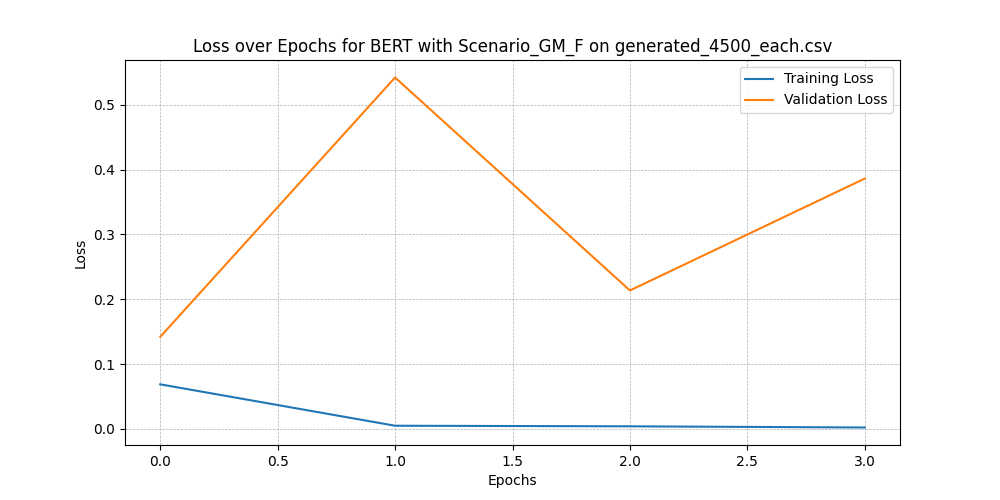 Loss over Epochs for BERT with Scenario_GM_F on generated_4500_each.csv
Training Loss
Validation Loss
0.5
0.4
0.3
0.2
0.1
0.0
Loss
0.0 0.5 1.0 1.5 2.0 2.5 3.0
Epochs